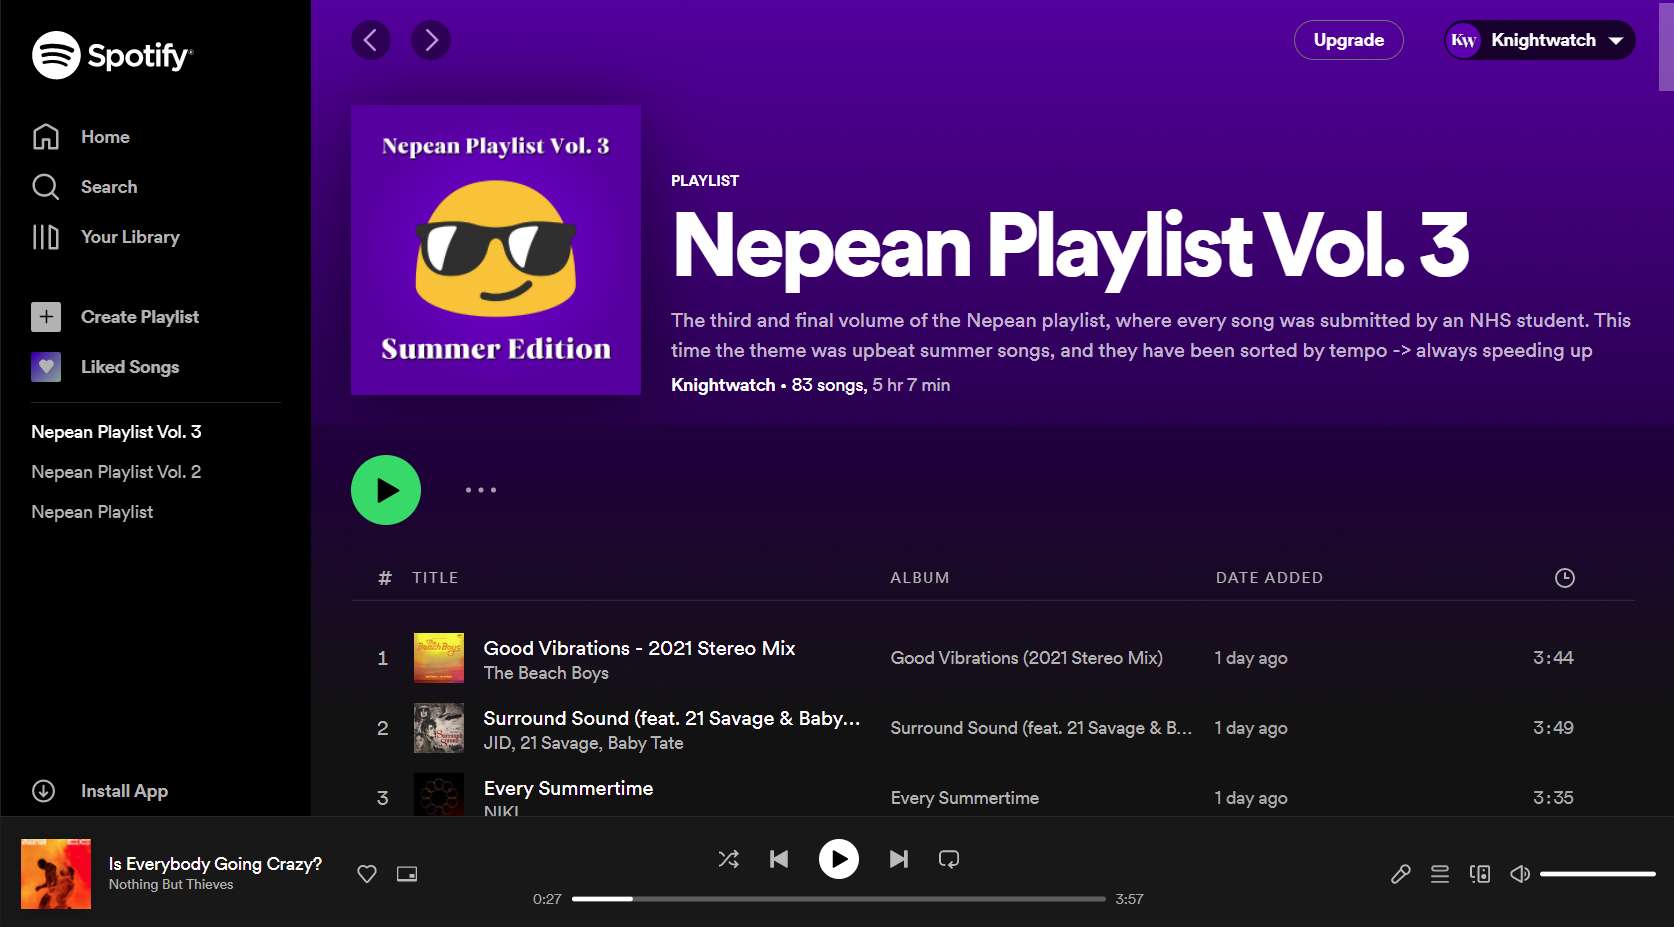 Spotify
Home
Search
Your Library
Create Playlist
Liked Songs
Nepean Playlist Vol. 3
Nepean Playlist Vol. 2
Nepean Playlist
Install App
Upgrade
KW Knightwatch
Nepean Playlist Vol. 3
Summer Edition
PLAYLIST
Nepean Playlist Vol. 3
The third and final volume of the Nepean playlist, where every song was submitted by an NHS student. This
time the theme was upbeat summer songs, and they have been sorted by tempo -> always speeding up
Knightwatch • 83 songs, 5 hr 7 min
# TITLE ALBUM DATE ADDED
1 Good Vibrations - 2021 Stereo Mix Good Vibrations (2021 Stereo Mix) 1 day ago 3:44
The Beach Boys
2 Surround Sound (feat. 21 Savage & Baby... Surround Sound (feat. 21 Savage & B... 1 day ago 3:49
JID, 21 Savage, Baby Tate
3 Every Summertime Every Summertime 1 day ago 3:35
NIKI
Is Everybody Going Crazy?
Nothing But Thieves
0:27 3:57